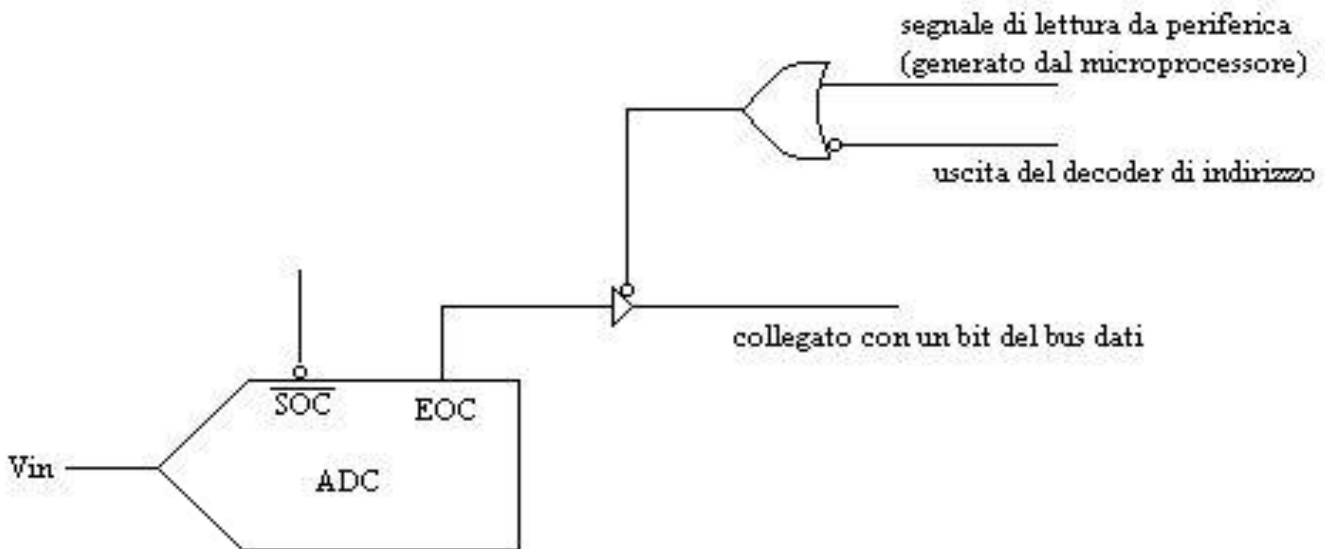 segnale di lettura da periferica
(generato dal microprocessore)
uscita del decoder di indirizzo
collegato con un bit del bus dati
SOC
EOC
Vin
ADC